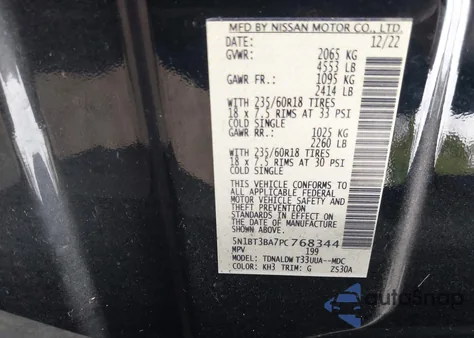 MFD BY NISSAN MOTOR CO., LTD.
DATE: 12/22
GVWR: 2065 KG
4553 LB
GAWR FR.: 1095 KG
2414 LB
WITH 235/60R18 TIRES
18 x 7.5 RIMS AT 33 PSI
COLD SINGLE
GAWR RR.: 1025 KG
2260 LB
WITH 235/60R18 TIRES
18 x 7.5 RIMS AT 30 PSI
COLD SINGLE
THIS VEHICLE CONFORMS TO ALL
APPLICABLE FEDERAL MOTOR VEHICLE SAFETY AND
THEFT PREVENTION
STANDARDS IN EFFECT ON THE
DATE OF MANUFACTURE SHOWN
ABOVE.
5N1BT3BA7PC768344
MPV 199
MODEL: TDNALDW T33UUA--MDC
COLOR: KH3 TRIM: G ZS30A
autoSnap